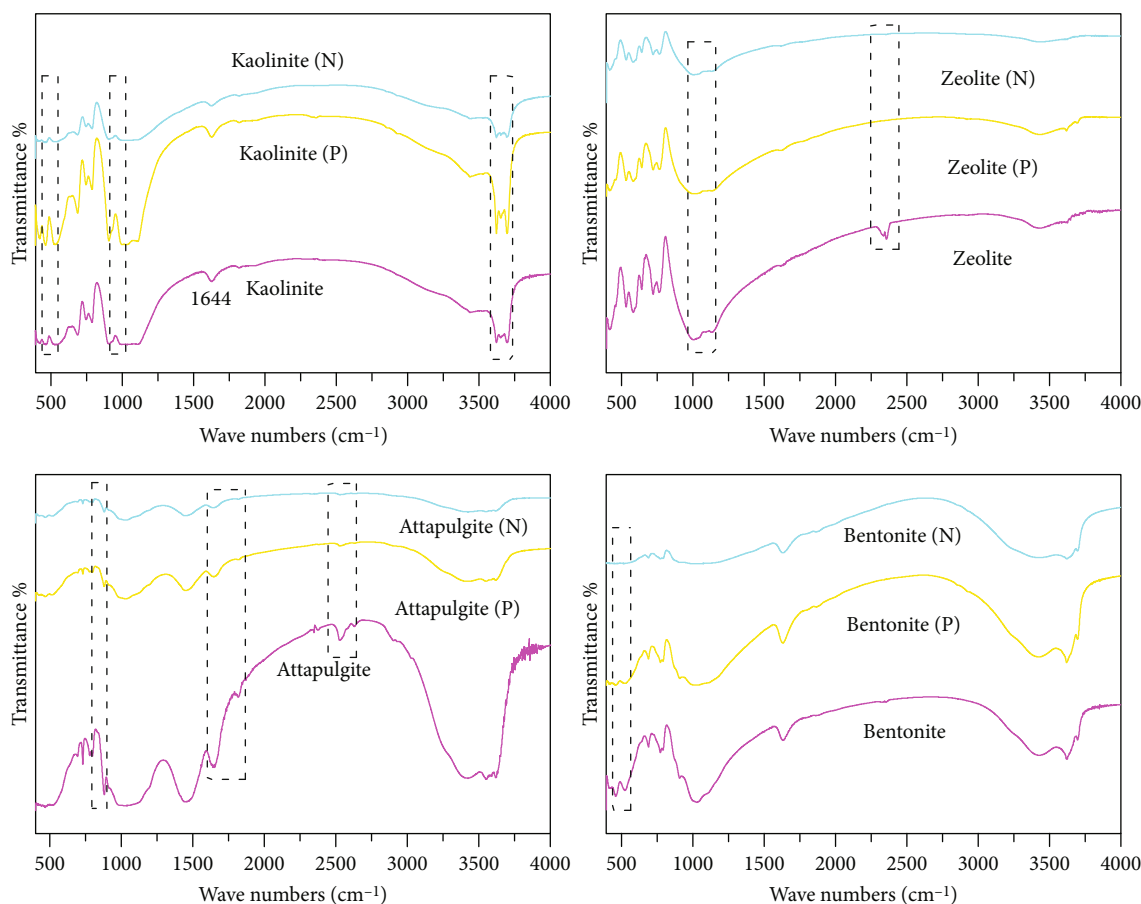 Transmittance %
Kaolinite (N)
Kaolinite (P)
1644
Kaolinite
500 1000 1500 2000 2500 3000 3500 4000
Wave numbers (cm⁻¹)
Transmittance %
Zeolite (N)
Zeolite (P)
Zeolite
500 1000 1500 2000 2500 3000 3500 4000
Wave numbers (cm⁻¹)
Transmittance %
Attapulgite (N)
Attapulgite (P)
Attapulgite
500 1000 1500 2000 2500 3000 3500 4000
Wave numbers (cm⁻¹)
Transmittance %
Bentonite (N)
Bentonite (P)
Bentonite
500 1000 1500 2000 2500 3000 3500 4000
Wave numbers (cm⁻¹)